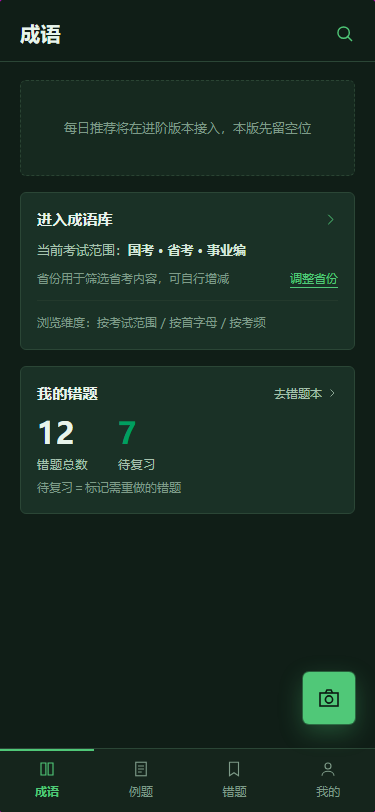 成语
每日推荐将在进阶版本接入，本版先留空位
进入成语库
当前考试范围：国考 • 省考 • 事业编
省份用于筛选省考内容，可自行增减
调整省份
浏览维度：按考试范围 / 按首字母 / 按考频
我的错题
去错题本
12
7
错题总数
待复习
待复习 = 标记需重做的错题
成语
例题
错题
我的